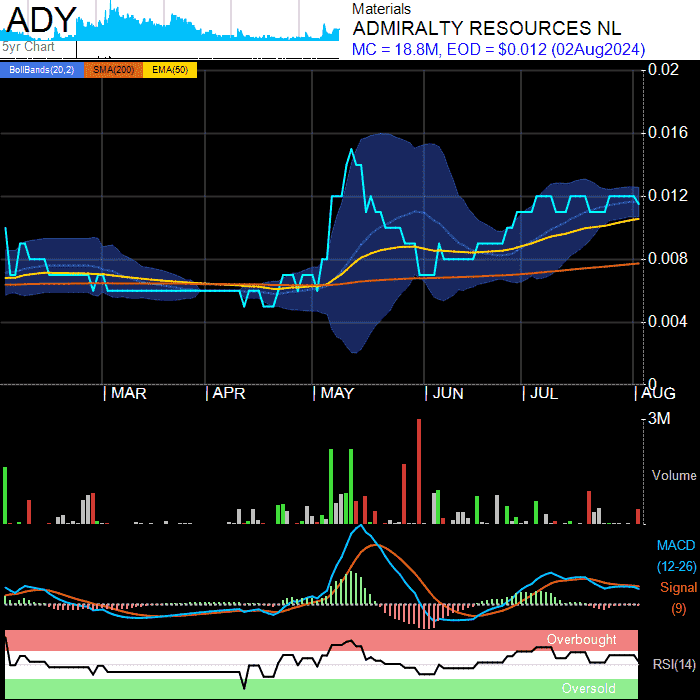 ADY
5yr Chart
Materials
ADMIRALTY RESOURCES NL
MC = 18.8M, EOD = $0.012 (02Aug2024)
BollBands(20,2) SMA(200) EMA(50)
0.02
0.016
0.012
0.008
0.004
0
MAR APR MAY JUN JUL AUG
3M
Volume
MACD
(12-26)
Signal
(9)
Overbought
RSI(14)
Oversold